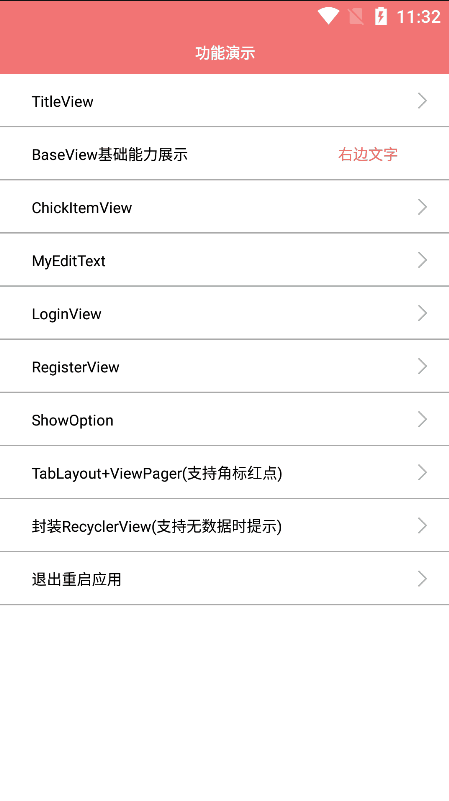 11:32
功能演示
TitleView
BaseView基础能力展示 右边文字
ChickItemView
MyEditText
LoginView
RegisterView
ShowOption
TabLayout+ViewPager(支持角标红点)
封装RecyclerView(支持无数据时提示)
退出重启应用